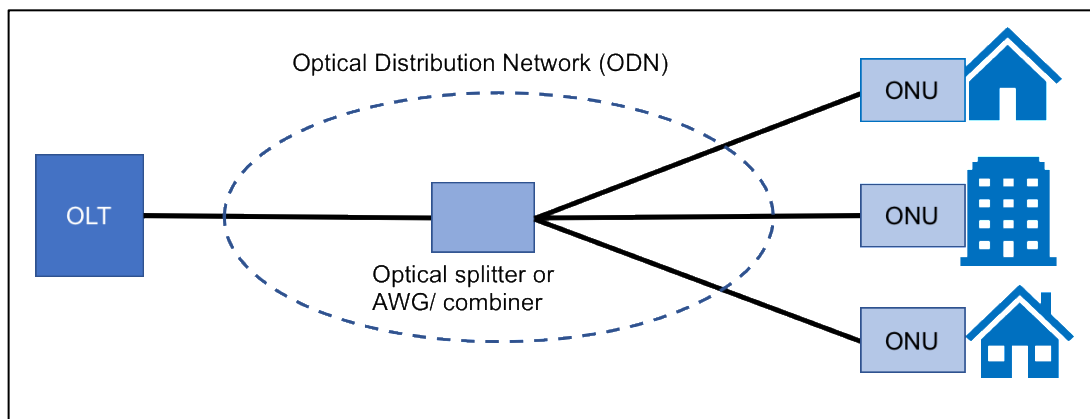 Optical Distribution Network (ODN)
ONU
OLT
ONU
Optical splitter or
AWG/ combiner
ONU